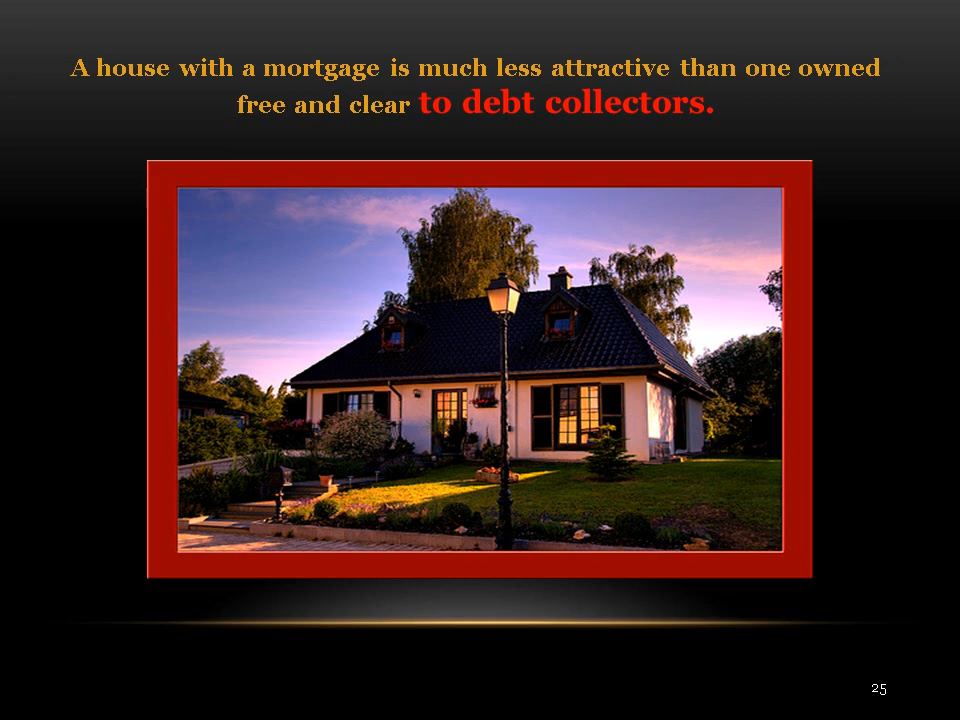 A house with a mortgage is much less attractive than one owned
free and clear to debt collectors.
25